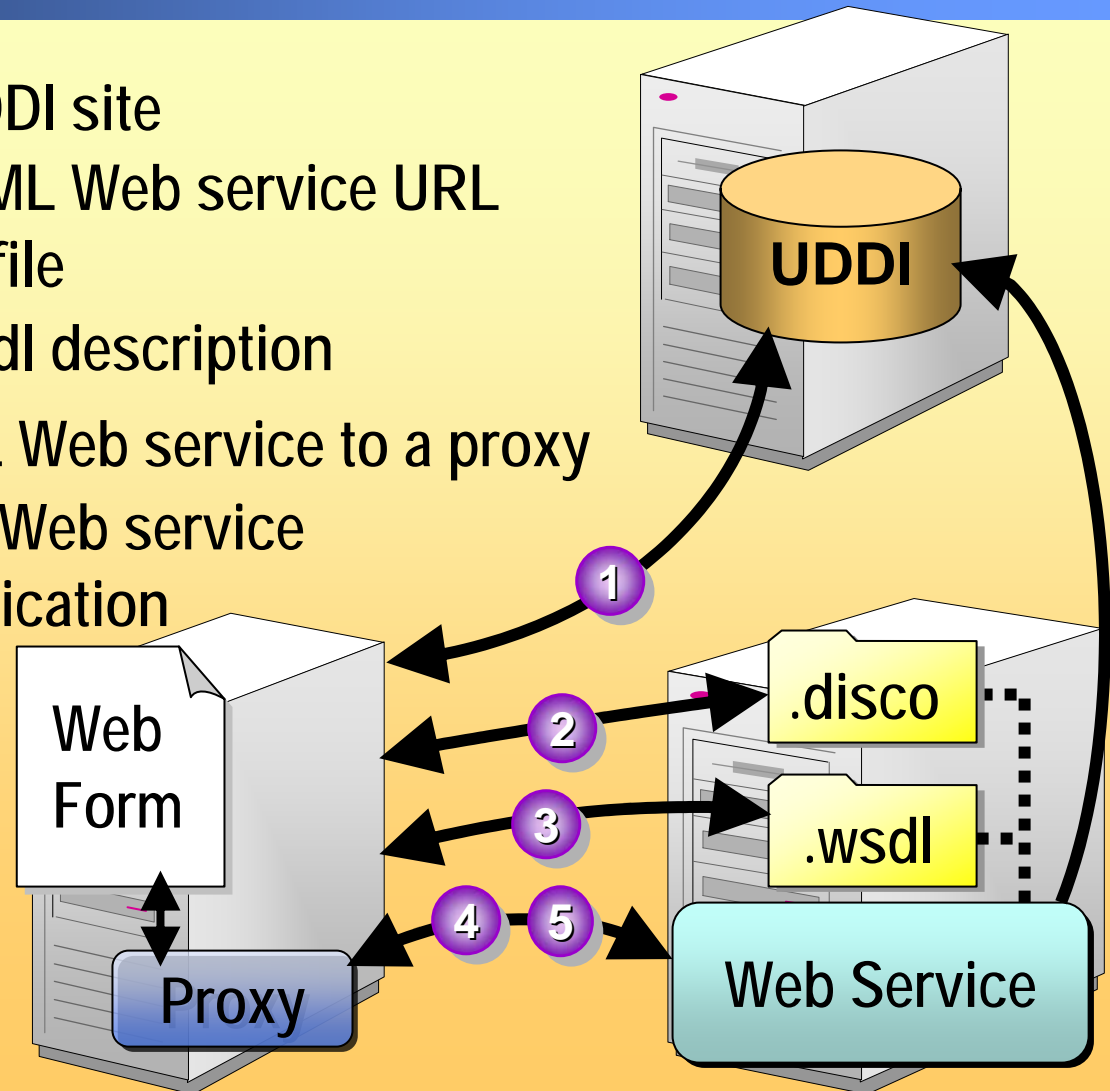 DDI site
ML Web service URL
file
dl description
Web service to a proxy
Web service
ication
UDDI
1
.disco
2
Web
Form
3
.wsdl
4
5
Web Service
Proxy